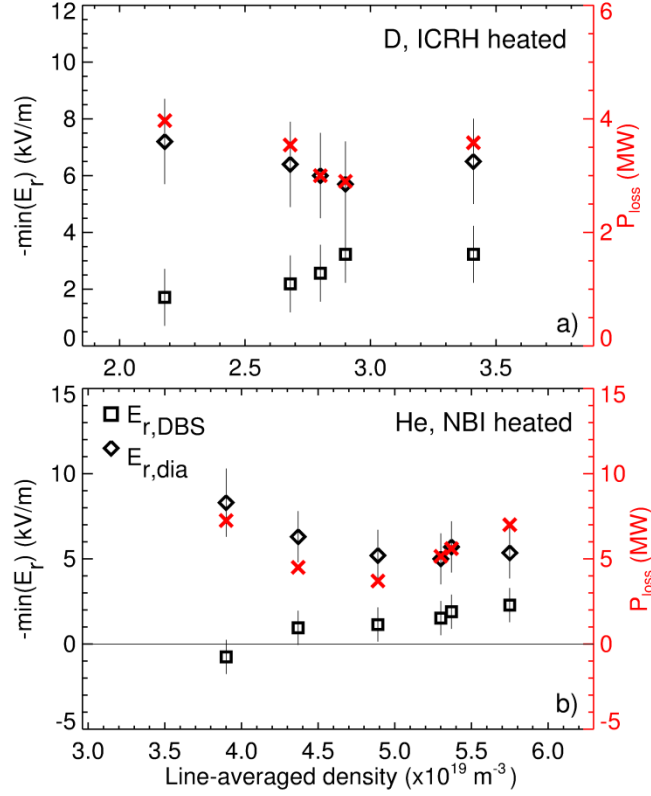 12
10
8
6
4
2
0
-min(E_r) (kV/m)
D, ICRH heated
a)
6
4
2
0
P_loss (MW)
2.0 2.5 3.0 3.5
15
10
5
0
-5
-min(E_r) (kV/m)
E_r,DBS
E_r,dia
He, NBI heated
b)
15
10
5
0
-5
P_loss (MW)
3.0 3.5 4.0 4.5 5.0 5.5 6.0
Line-averaged density (x10^19 m^-3)